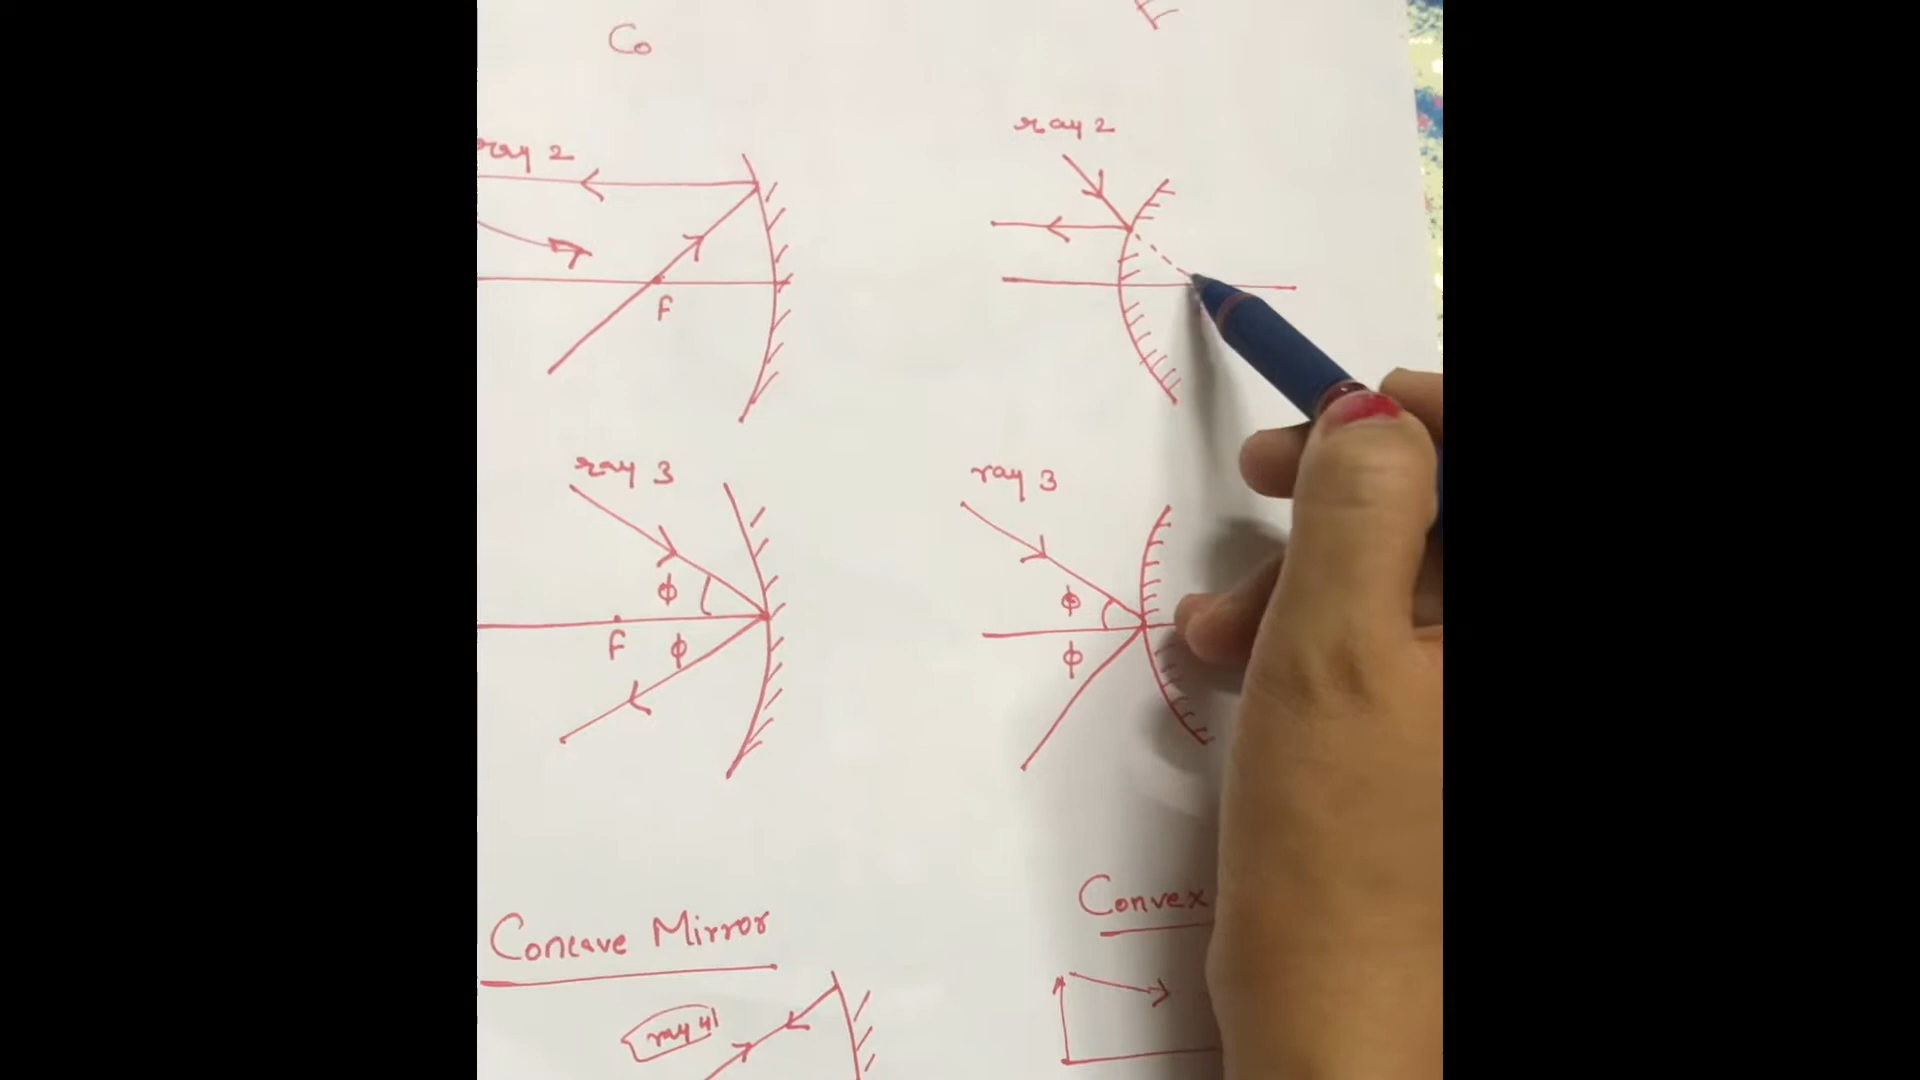 Co
ray 2
ray 2
F
ray 3
ray 3
ϕ
ϕ
F
ϕ
ϕ
Convex
Concave Mirror
ray 4